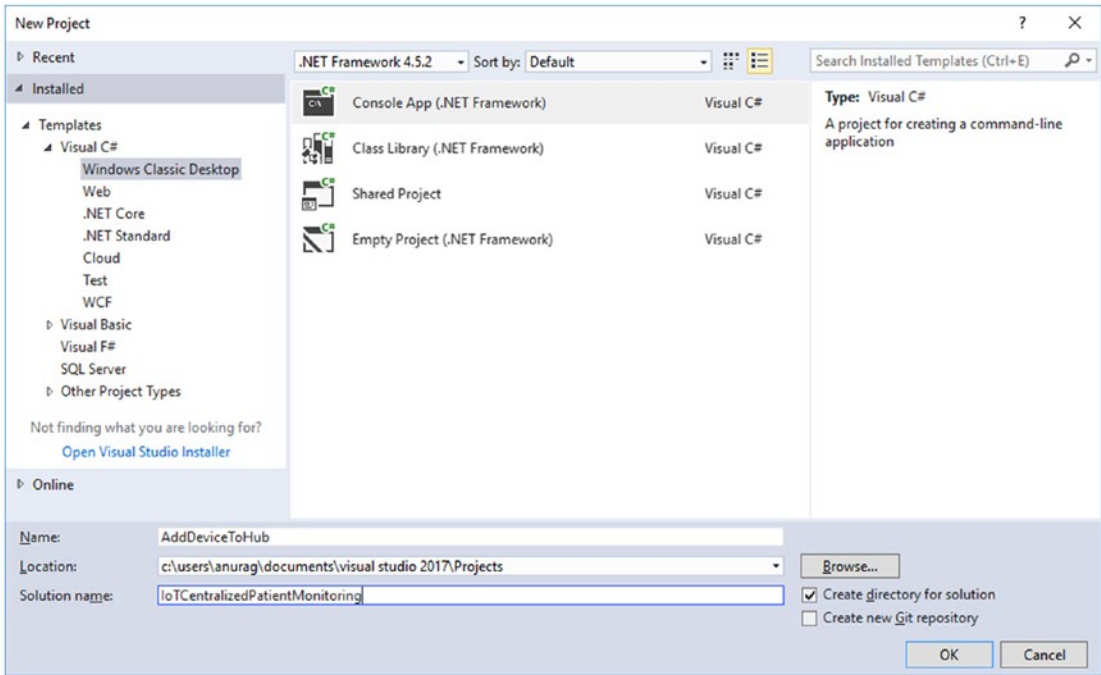 New Project
?
Recent
Installed
Templates
Visual C#
Windows Classic Desktop
Web
.NET Core
.NET Standard
Cloud
Test
WCF
Visual Basic
Visual F#
SQL Server
Other Project Types
Not finding what you are looking for?
Open Visual Studio Installer
Online
.NET Framework 4.5.2 Sort by: Default
Console App (.NET Framework) Visual C#
Class Library (.NET Framework) Visual C#
Shared Project Visual C#
Empty Project (.NET Framework) Visual C#
Search Installed Templates (Ctrl+E)
Type: Visual C#
A project for creating a command-line
application
Name: AddDeviceToHub
Location: c:\users\anurag\documents\visual studio 2017\Projects
Browse...
Solution name: IoTCentralizedPatientMonitoring
Create directory for solution
Create new Git repository
OK Cancel